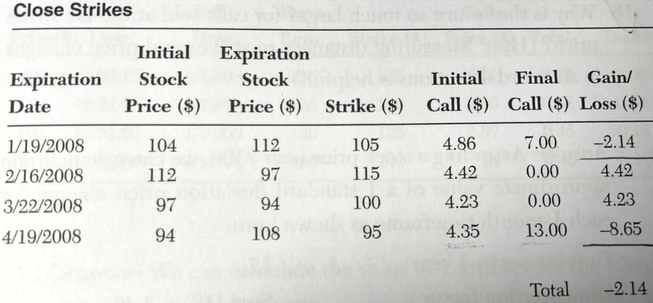 Close Strikes
Initial Expiration
Expiration Stock Stock Initial Final Gain/
Date Price ($) Price ($) Strike ($) Call ($) Call ($) Loss ($)
1/19/2008 104 112 105 4.86 7.00 –2.14
2/16/2008 112 97 115 4.42 0.00 4.42
3/22/2008 97 94 100 4.23 0.00 4.23
4/19/2008 94 108 95 4.35 13.00 –8.65
Total –2.14